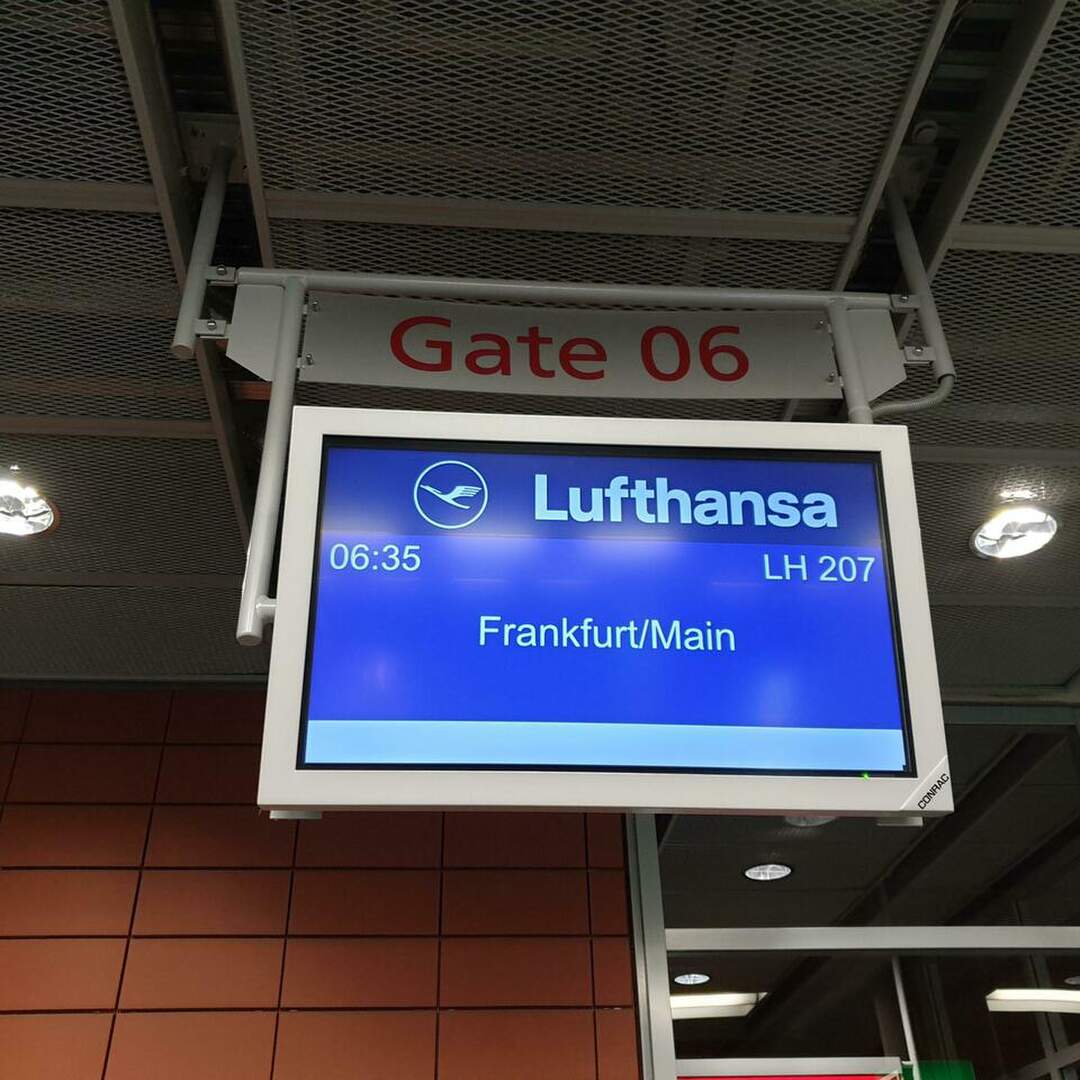 Gate 06
Lufthansa
06:35 LH 207
Frankfurt/Main
CONRAC